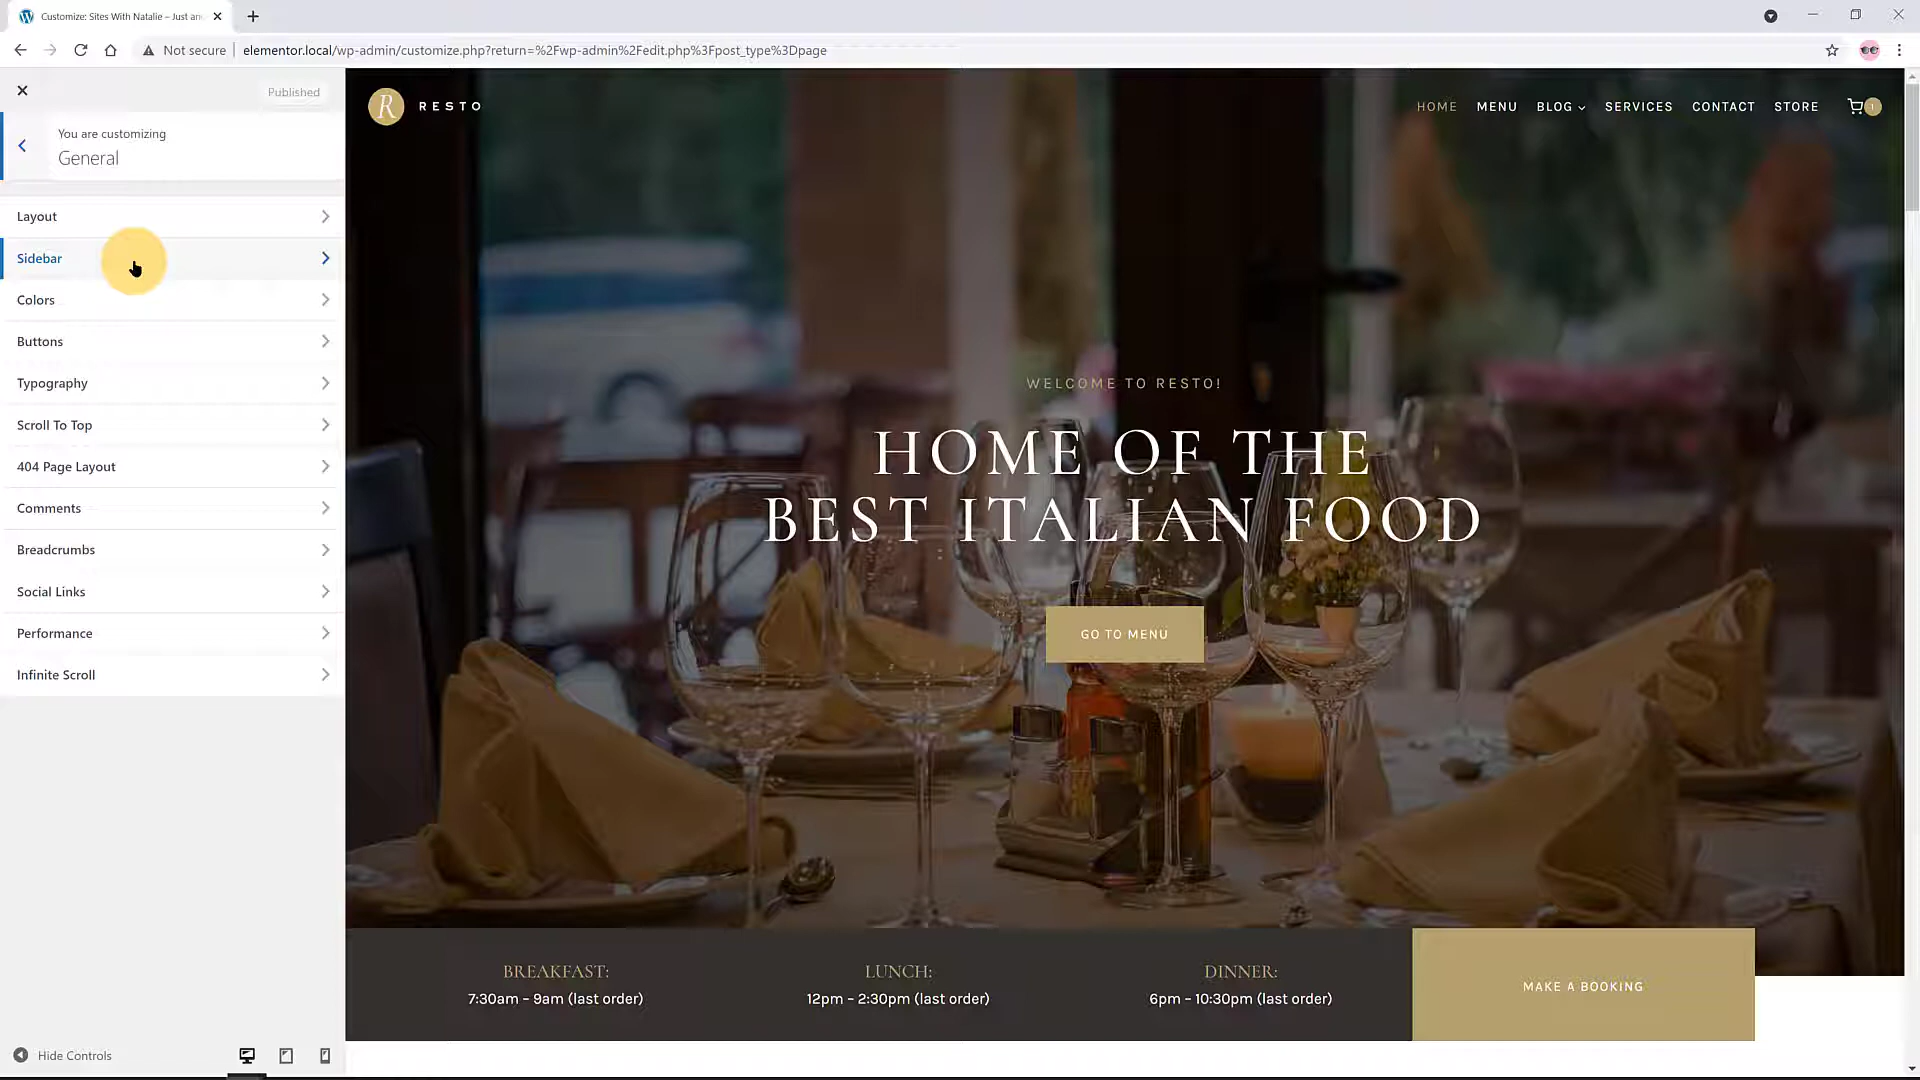 Customize: Sites With Natalie – Just an
Not secure
elementor.local/wp-admin/customize.php?return=%2Fwp-admin%2Fedit.php%3Fpost_type%3Dpage
Published
You are customizing
General
Layout
Sidebar
Colors
Buttons
Typography
Scroll To Top
404 Page Layout
Comments
Breadcrumbs
Social Links
Performance
Infinite Scroll
Hide Controls
R RESTO
HOME MENU BLOG SERVICES CONTACT STORE 1
WELCOME TO RESTO!
HOME OF THE
BEST ITALIAN FOOD
GO TO MENU
BREAKFAST:
7:30am – 9am (last order)
LUNCH:
12pm – 2:30pm (last order)
DINNER:
6pm – 10:30pm (last order)
MAKE A BOOKING